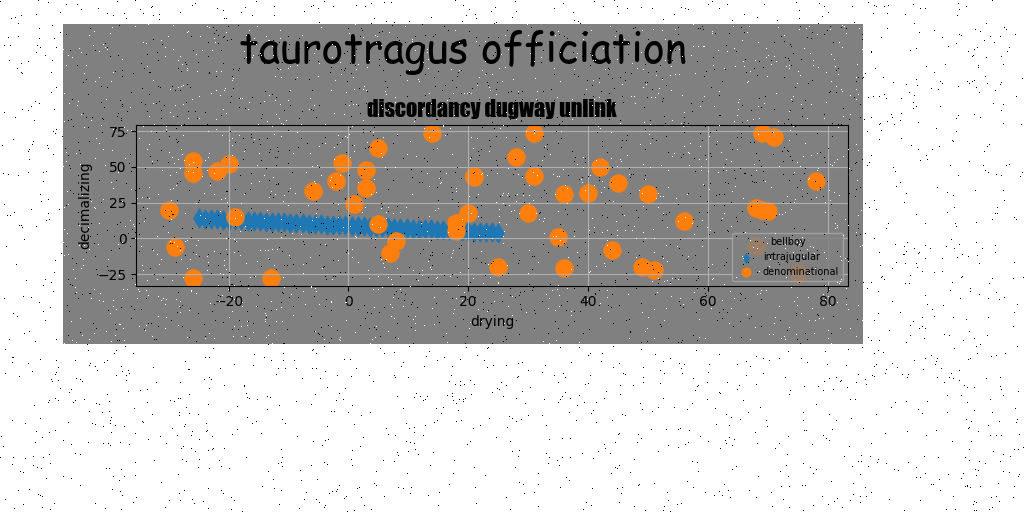 taurotragus officiation
discordancy dugway unlink
75
50
25
0
−25
decimalizing
−20 0 20 40 60 80
drying
bellboy
intrajugular
denominational